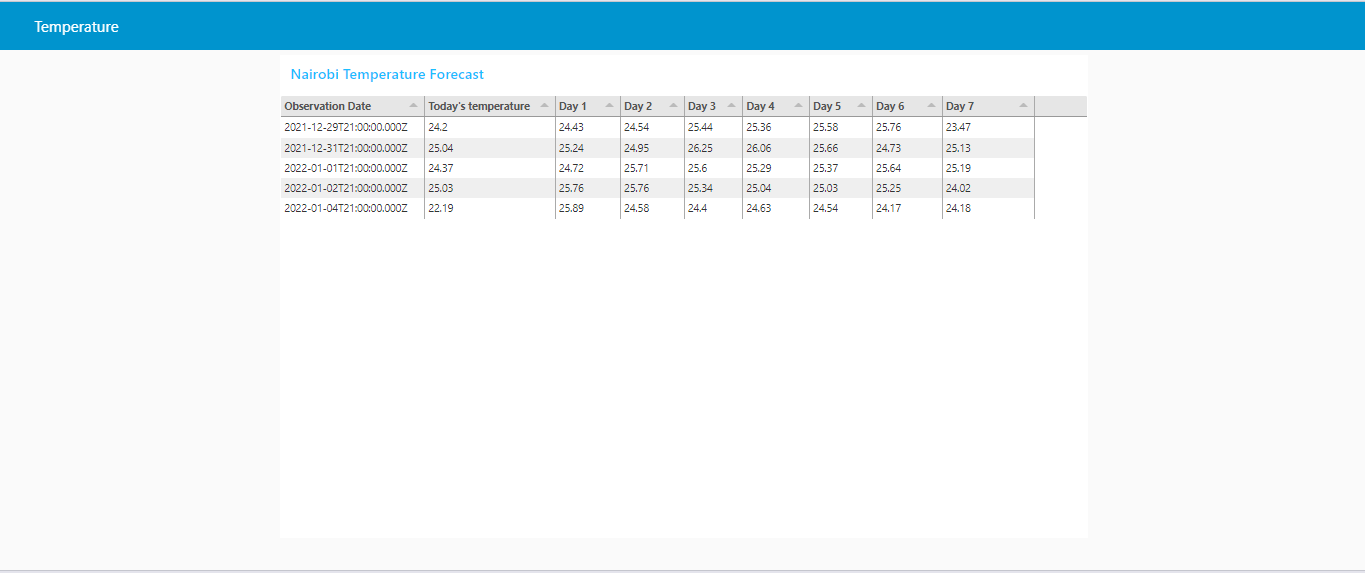 Temperature
Nairobi Temperature Forecast
Observation Date Today's temperature Day 1 Day 2 Day 3 Day 4 Day 5 Day 6 Day 7
2021-12-29T21:00:00.000Z 24.2 24.43 24.54 25.44 25.36 25.58 25.76 23.47
2021-12-31T21:00:00.000Z 25.04 25.24 24.95 26.25 26.06 25.66 24.73 25.13
2022-01-01T21:00:00.000Z 24.37 24.72 25.71 25.6 25.29 25.37 25.64 25.19
2022-01-02T21:00:00.000Z 25.03 25.76 25.76 25.34 25.04 25.03 25.25 24.02
2022-01-04T21:00:00.000Z 22.19 25.89 24.58 24.4 24.63 24.54 24.17 24.18